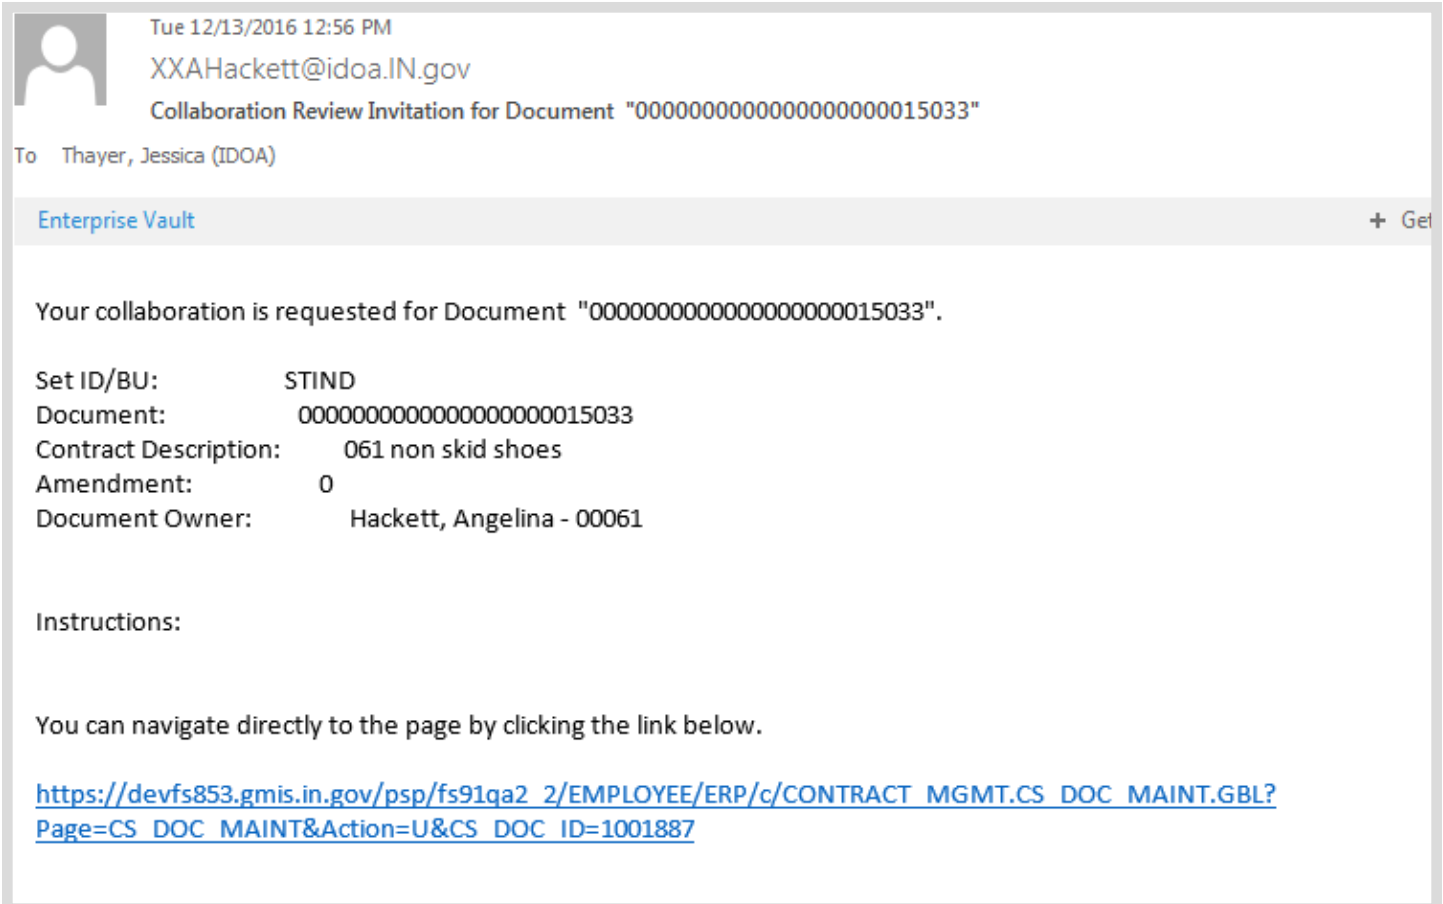 Tue 12/13/2016 12:56 PM
XXAHackett@idoa.IN.gov
Collaboration Review Invitation for Document "0000000000000000000015033"
To Thayer, Jessica (IDOA)
Enterprise Vault + Get
Your collaboration is requested for Document "0000000000000000000015033".
Set ID/BU: STIND
Document: 0000000000000000000015033
Contract Description: 061 non skid shoes
Amendment: 0
Document Owner: Hackett, Angelina - 00061
Instructions:
You can navigate directly to the page by clicking the link below.
https://devfs853.gmis.in.gov/psp/fs91qa2_2/EMPLOYEE/ERP/c/CONTRACT_MGMT.CS_DOC_MAINT.GBL?
Page=CS_DOC_MAINT&Action=U&CS_DOC_ID=1001887